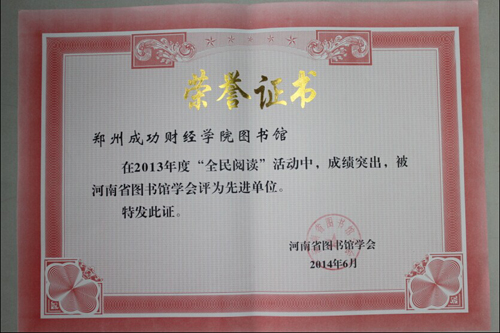 荣誉证书
郑州成功财经学院图书馆
在2013年度“全民阅读”活动中，成绩突出，被
河南省图书馆学会评为先进单位。
特发此证。
河南省图书馆学会
2014年6月